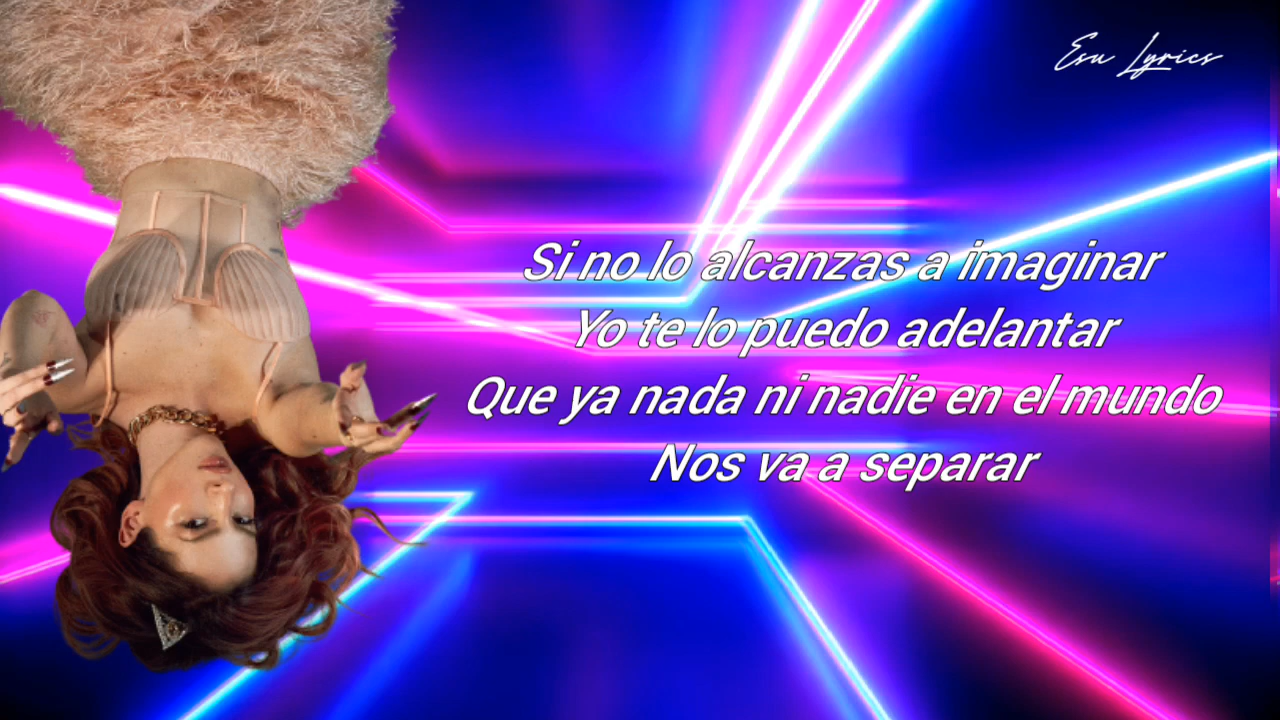 Esu Lyrics
Si no lo alcanzas a imaginar
Yo te lo puedo adelantar
Que ya nada ni nadie en el mundo
Nos va a separar